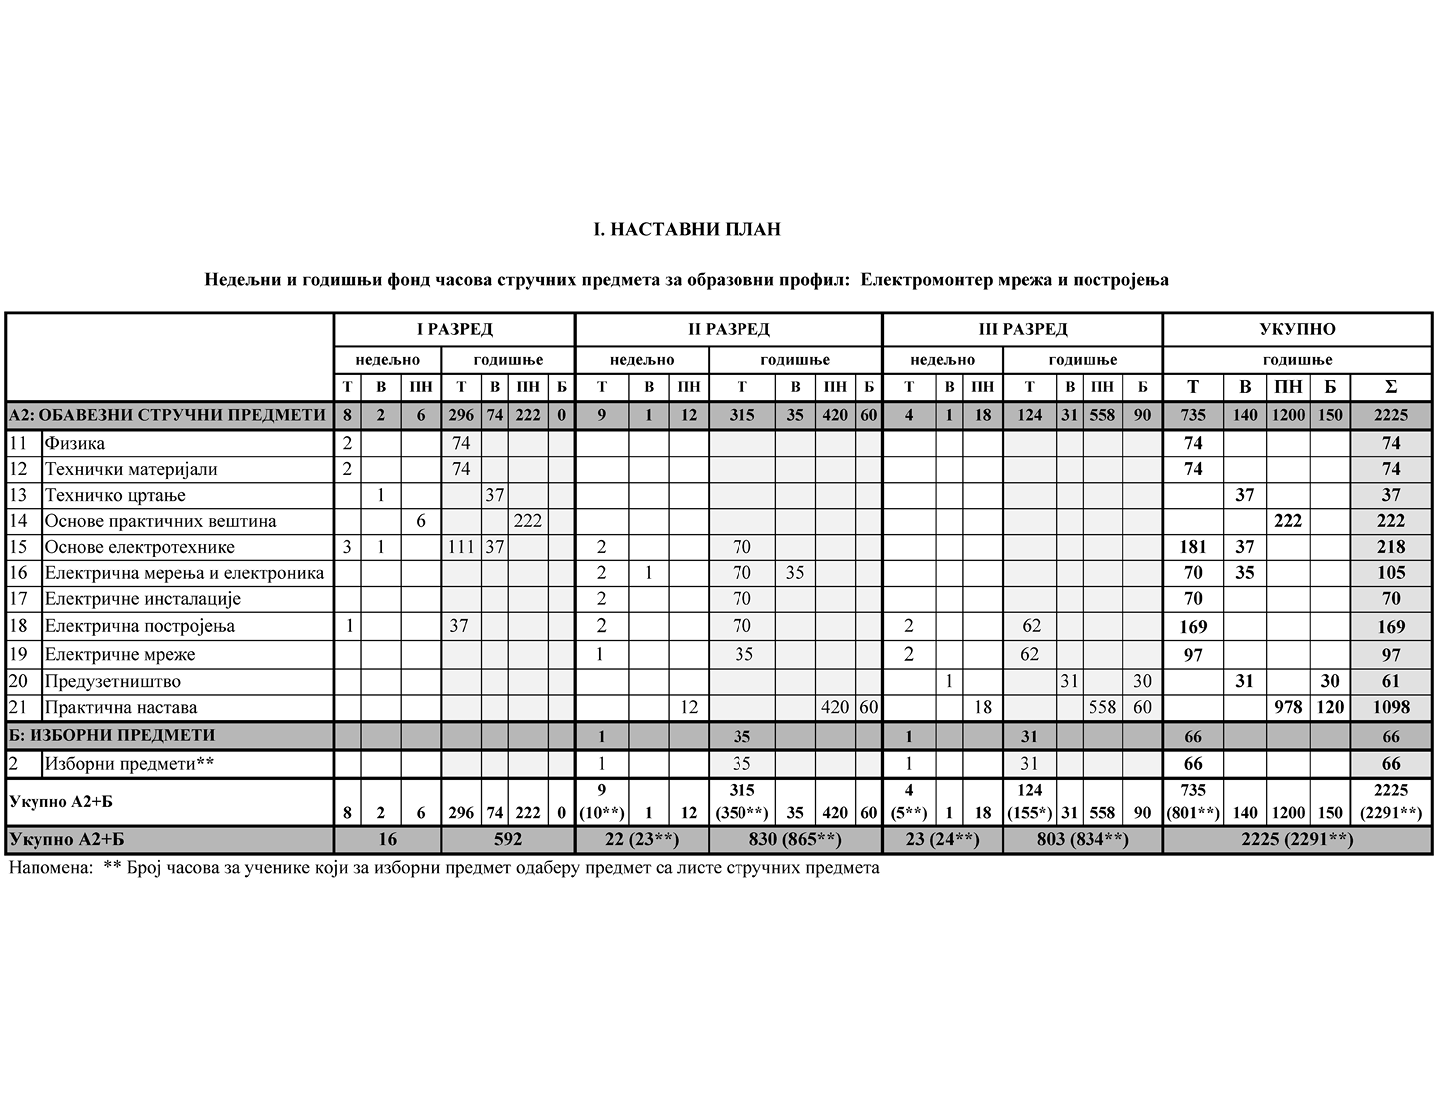 I. НАСТАВНИ ПЛАН
Недељни и годишњи фонд часова стручних предмета за образовни профил: Електромонтер мрежа и постројења
I РАЗРЕД II РАЗРЕД III РАЗРЕД УКУПНО
недељно годишње недељно годишње недељно годишње годишње
Т В ПН Т В ПН Б Т В ПН Т В ПН Б Т В ПН Т В ПН Б Т В ПН Б Σ
А2: ОБАВЕЗНИ СТРУЧНИ ПРЕДМЕТИ 8 2 6 296 74 222 0 9 1 12 315 35 420 60 4 1 18 124 31 558 90 735 140 1200 150 2225
11 Физика 2 74 74 74
12 Технички материјали 2 74 74 74
13 Техничко цртање 1 37 37 37
14 Основе практичних вештина 6 222 222 222
15 Основе електротехнике 3 1 111 37 2 70 181 37 218
16 Електрична мерења и електроника 2 1 70 35 70 35 105
17 Електричне инсталације 2 70 70 70
18 Електрична постројења 1 37 2 70 2 62 169 169
19 Електричне мреже 1 35 2 62 97 97
20 Предузетништво 1 31 30 31 30 61
21 Практична настава 12 420 60 18 558 60 978 120 1098
Б: ИЗБОРНИ ПРЕДМЕТИ 1 35 1 31 66 66
2 Изборни предмети** 1 35 1 31 66 66
Укупно А2+Б 8 2 6 296 74 222 0 9 (10**) 1 12 315 (350**) 35 420 60 4 (5**) 1 18 124 (155*) 31 558 90 735 (801**) 140 1200 150 2225 (2291**)
Укупно А2+Б 16 592 22 (23**) 830 (865**) 23 (24**) 803 (834**) 2225 (2291**)
Напомена: ** Број часова за ученике који за изборни предмет одаберу предмет са листе стручних предмета